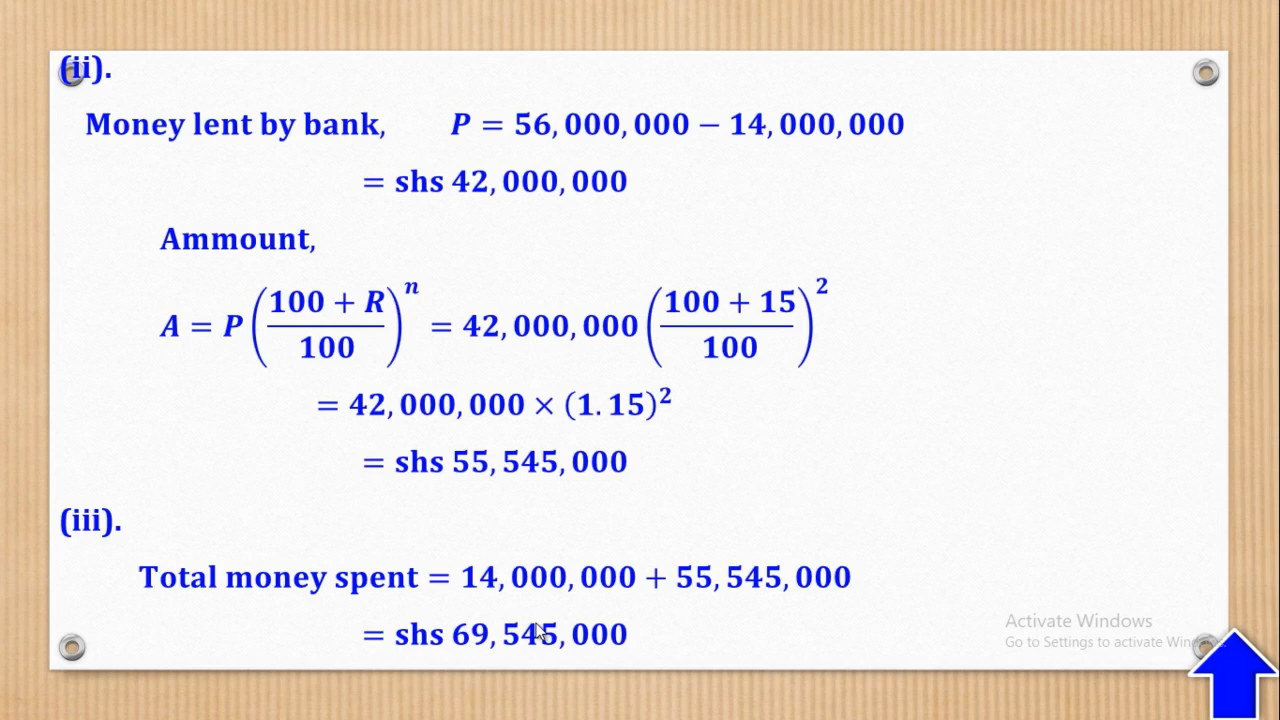 (ii).
Money lent by bank, P = 56,000,000 − 14,000,000
= shs 42,000,000
Ammount,
A = P((100 + R)/100)^n = 42,000,000((100 + 15)/100)^2
= 42,000,000 × (1.15)^2
= shs 55,545,000
(iii).
Total money spent = 14,000,000 + 55,545,000
= shs 69,545,000
Activate Windows
Go to Settings to activate Windows.